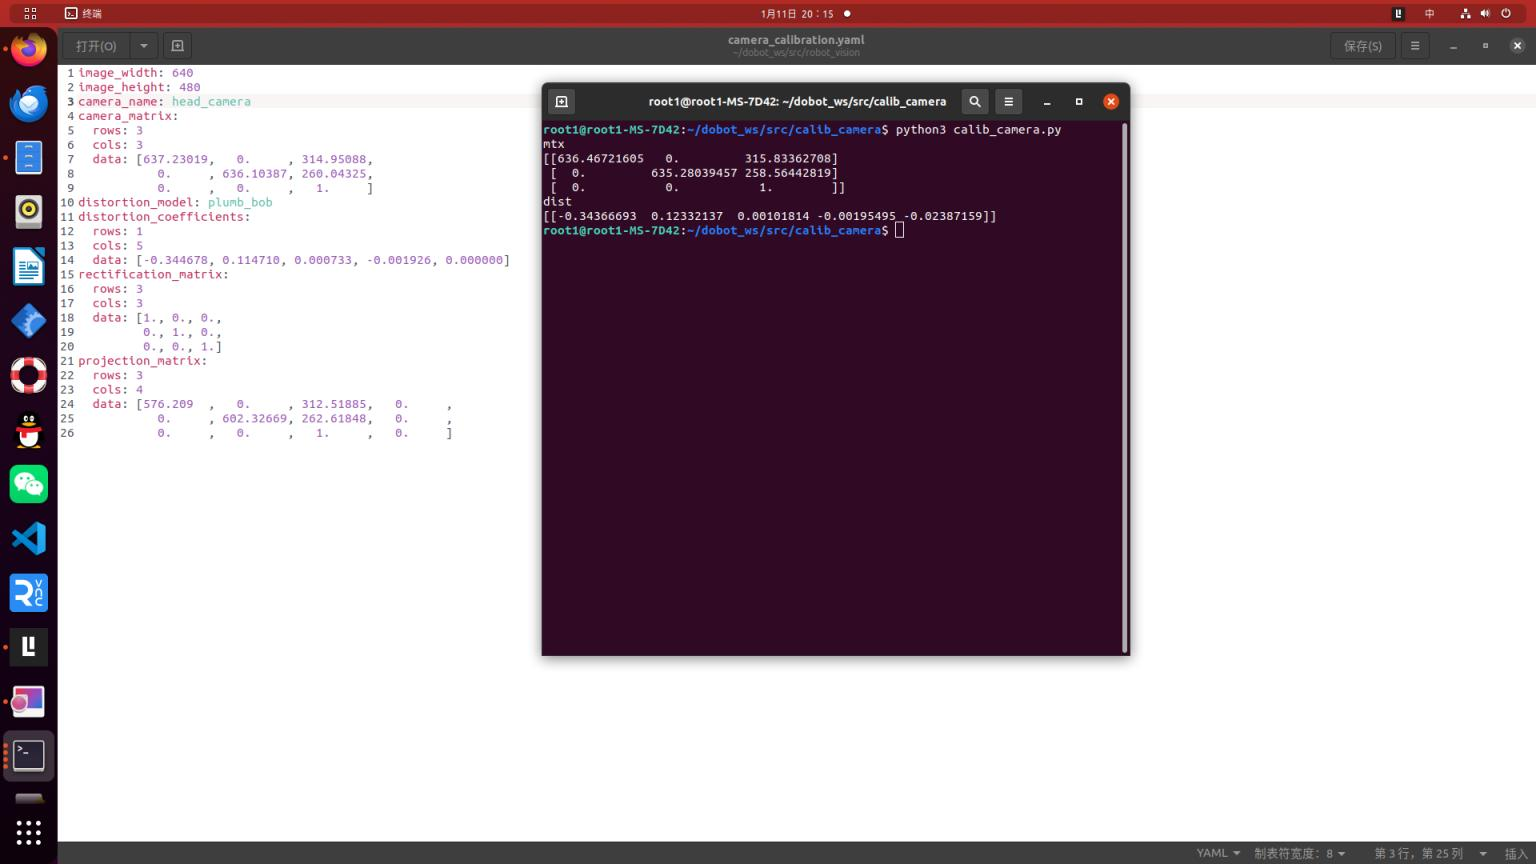 终端
1月11日 20：15
中
打开(O)
camera_calibration.yaml
~/dobot_ws/src/robot_vision
保存(S)
1 image_width: 640
2 image_height: 480
3 camera_name: head_camera
4 camera_matrix:
5   rows: 3
6   cols: 3
7   data: [637.23019,   0.     , 314.95088,
8            0.     , 636.10387, 260.04325,
9            0.     ,   0.     ,   1.     ]
10 distortion_model: plumb_bob
11 distortion_coefficients:
12   rows: 1
13   cols: 5
14   data: [-0.344678, 0.114710, 0.000733, -0.001926, 0.000000]
15 rectification_matrix:
16   rows: 3
17   cols: 3
18   data: [1., 0., 0.,
19          0., 1., 0.,
20          0., 0., 1.]
21 projection_matrix:
22   rows: 3
23   cols: 4
24   data: [576.209  ,   0.     , 312.51885,   0.     ,
25            0.     , 602.32669, 262.61848,   0.     ,
26            0.     ,   0.     ,   1.     ,   0.     ]
root1@root1-MS-7D42: ~/dobot_ws/src/calib_camera
root1@root1-MS-7D42:~/dobot_ws/src/calib_camera$ python3 calib_camera.py
mtx
[[636.46721605   0.         315.83362708]
 [  0.         635.28039457 258.56442819]
 [  0.           0.           1.        ]]
dist
[[-0.34366693  0.12332137  0.00101814 -0.00195495 -0.02387159]]
root1@root1-MS-7D42:~/dobot_ws/src/calib_camera$
YAML 制表符宽度：8 第 3 行，第 25 列 插入